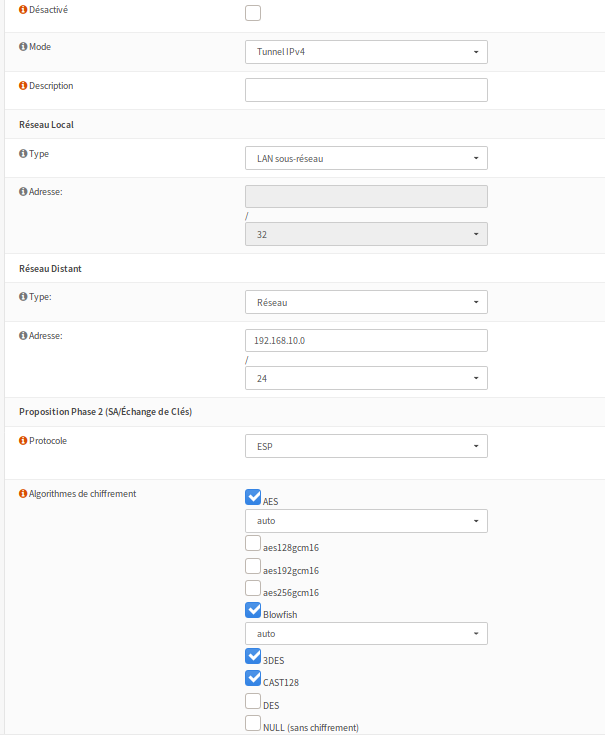 Désactivé
Mode
Tunnel IPv4
Description
Réseau Local
Type
LAN sous-réseau
Adresse:
/
32
Réseau Distant
Type:
Réseau
Adresse:
192.168.10.0
/
24
Proposition Phase 2 (SA/Échange de Clés)
Protocole
ESP
Algorithmes de chiffrement
AES
auto
aes128gcm16
aes192gcm16
aes256gcm16
Blowfish
auto
3DES
CAST128
DES
NULL (sans chiffrement)